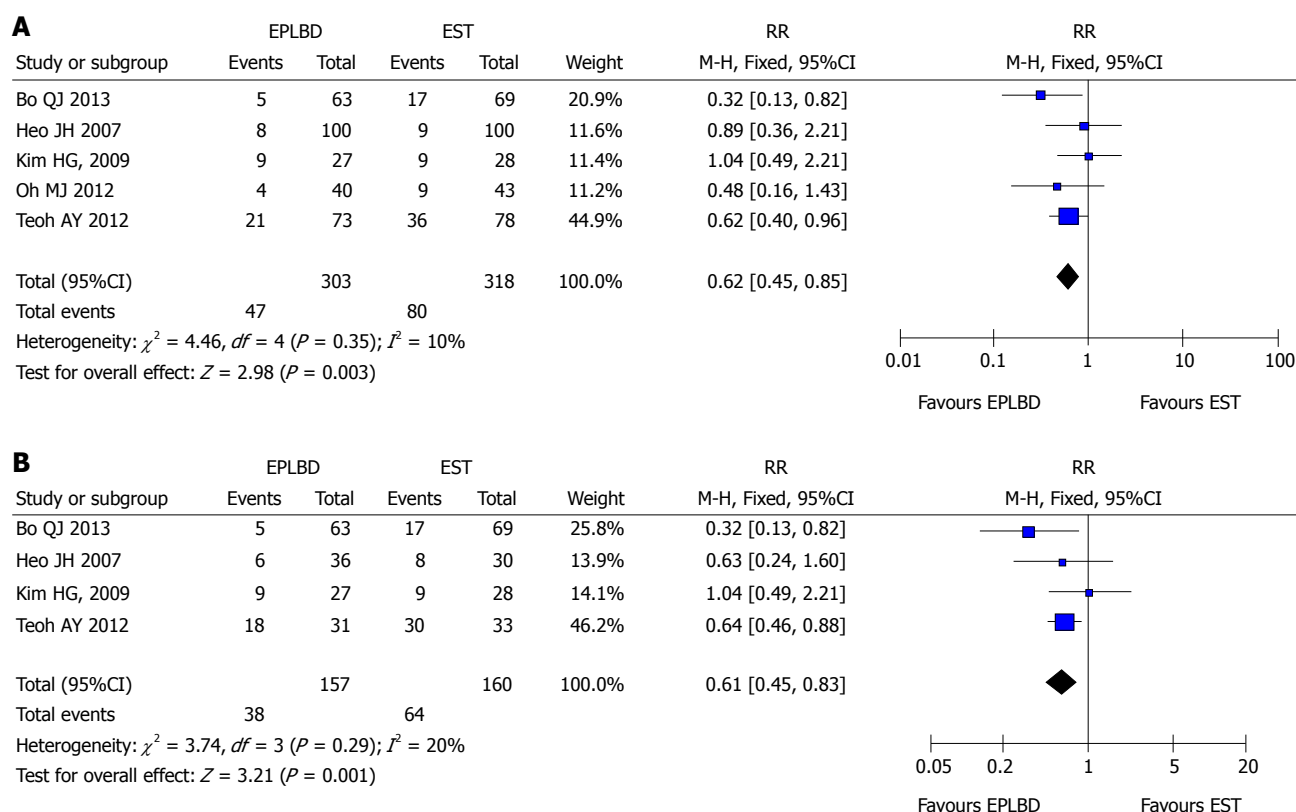 A
EPLBD EST RR RR
Study or subgroup Events Total Events Total Weight M-H, Fixed, 95%CI M-H, Fixed, 95%CI
Bo QJ 2013 5 63 17 69 20.9% 0.32 [0.13, 0.82]
Heo JH 2007 8 100 9 100 11.6% 0.89 [0.36, 2.21]
Kim HG, 2009 9 27 9 28 11.4% 1.04 [0.49, 2.21]
Oh MJ 2012 4 40 9 43 11.2% 0.48 [0.16, 1.43]
Teoh AY 2012 21 73 36 78 44.9% 0.62 [0.40, 0.96]
Total (95%CI) 303 318 100.0% 0.62 [0.45, 0.85]
Total events 47 80
Heterogeneity: χ² = 4.46, df = 4 (P = 0.35); I² = 10%
Test for overall effect: Z = 2.98 (P = 0.003)
0.01 0.1 1 10 100
Favours EPLBD Favours EST
B
EPLBD EST RR RR
Study or subgroup Events Total Events Total Weight M-H, Fixed, 95%CI M-H, Fixed, 95%CI
Bo QJ 2013 5 63 17 69 25.8% 0.32 [0.13, 0.82]
Heo JH 2007 6 36 8 30 13.9% 0.63 [0.24, 1.60]
Kim HG, 2009 9 27 9 28 14.1% 1.04 [0.49, 2.21]
Teoh AY 2012 18 31 30 33 46.2% 0.64 [0.46, 0.88]
Total (95%CI) 157 160 100.0% 0.61 [0.45, 0.83]
Total events 38 64
Heterogeneity: χ² = 3.74, df = 3 (P = 0.29); I² = 20%
Test for overall effect: Z = 3.21 (P = 0.001)
0.05 0.2 1 5 20
Favours EPLBD Favours EST